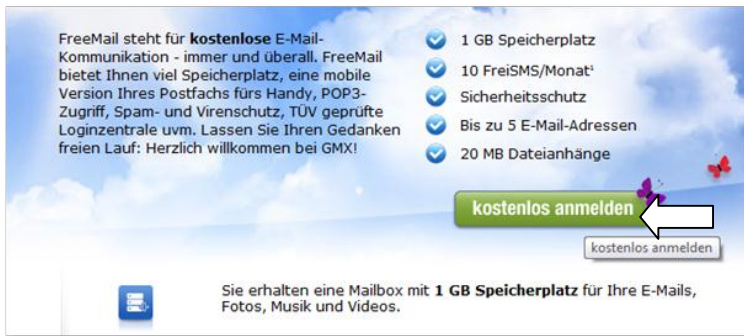 FreeMail steht für kostenlose E-Mail-
Kommunikation - immer und überall. FreeMail
bietet Ihnen viel Speicherplatz, eine mobile
Version Ihres Postfachs fürs Handy, POP3-
Zugriff, Spam- und Virenschutz, TÜV geprüfte
Loginzentrale uvm. Lassen Sie Ihren Gedanken
freien Lauf: Herzlich willkommen bei GMX!
1 GB Speicherplatz
10 FreiSMS/Monat¹
Sicherheitsschutz
Bis zu 5 E-Mail-Adressen
20 MB Dateianhänge
kostenlos anmelden
kostenlos anmelden
Sie erhalten eine Mailbox mit 1 GB Speicherplatz für Ihre E-Mails,
Fotos, Musik und Videos.